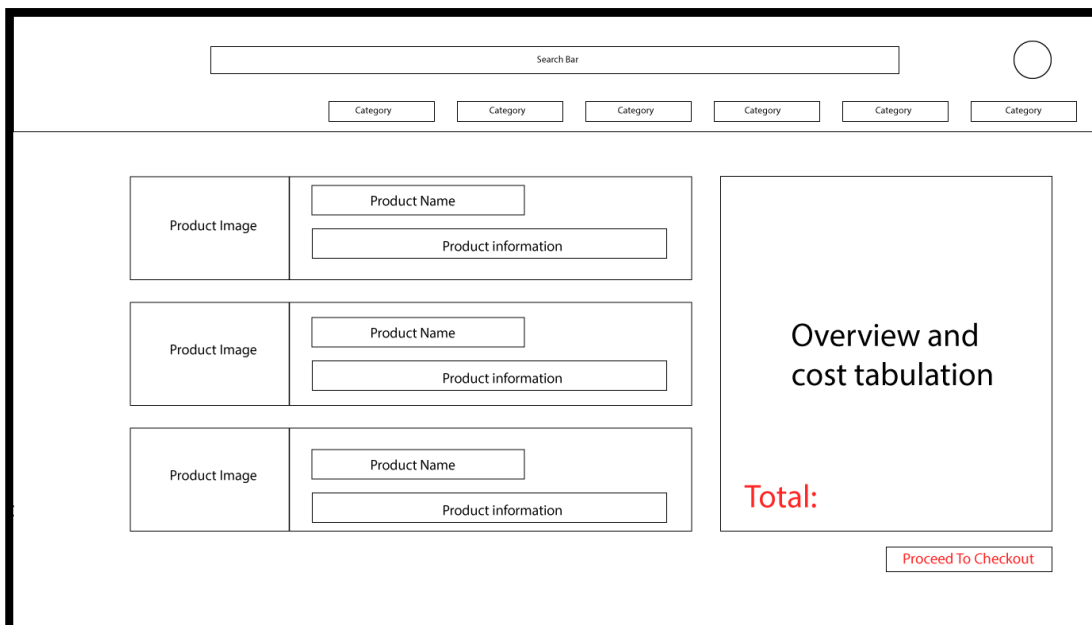 Search Bar
Category Category Category Category Category Category
Product Image
Product Name
Product information
Product Image
Product Name
Product information
Product Image
Product Name
Product information
Overview and
cost tabulation
Total:
Proceed To Checkout